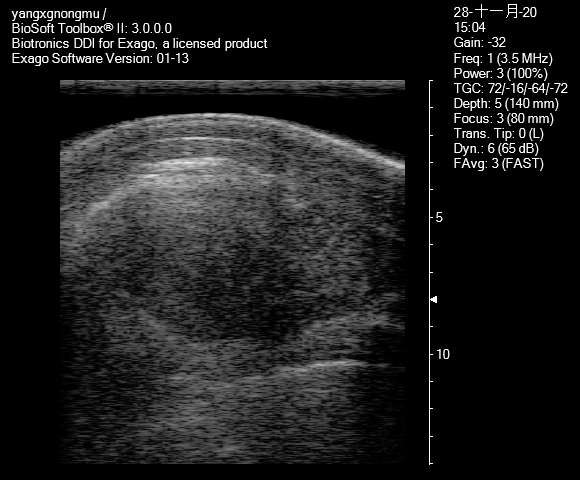 yangxgnongmu /
BioSoft Toolbox® II: 3.0.0.0
Biotronics DDI for Exago, a licensed product
Exago Software Version: 01-13
28-十一月-20
15:04
Gain: -32
Freq: 1 (3.5 MHz)
Power: 3 (100%)
TGC: 72/-16/-64/-72
Depth: 5 (140 mm)
Focus: 3 (80 mm)
Trans. Tip: 0 (L)
Dyn.: 6 (65 dB)
FAvg: 3 (FAST)
5
10